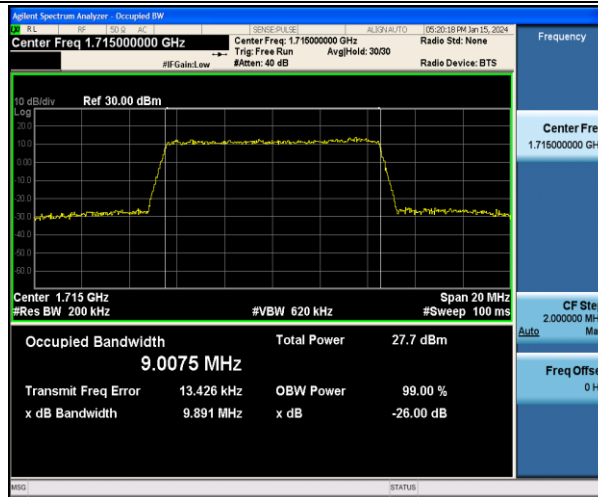 Agilent Spectrum Analyzer - Occupied BW
RL RF 50 Ω AC SENSE:PULSE ALIGN AUTO 05:20:18 PM Jan 15, 2024
Center Freq 1.715000000 GHz
Center Freq: 1.715000000 GHz
Radio Std: None
Trig: Free Run Avg|Hold: 30/30
#IFGain:Low
#Atten: 40 dB
Radio Device: BTS
Frequency
10 dB/div Ref 30.00 dBm
Log
20.0
10.0
0.00
-10.0
-20.0
-30.0
-40.0
-50.0
-60.0
Center Fre
1.715000000 GH
Center 1.715 GHz
Span 20 MHz
#Res BW 200 kHz
#VBW 620 kHz
#Sweep 100 ms
CF Ste
2.000000 MH
Auto Ma
Occupied Bandwidth
Total Power 27.7 dBm
9.0075 MHz
Transmit Freq Error 13.426 kHz
OBW Power 99.00 %
x dB Bandwidth 9.891 MHz
x dB -26.00 dB
Freq Offse
0 H
MSG
STATUS